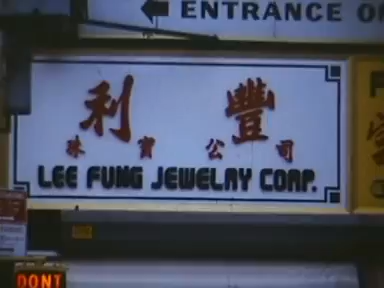 ENTRANCE
利豐
珠寶公司
LEE FUNG JEWELRY CORP.
DONT